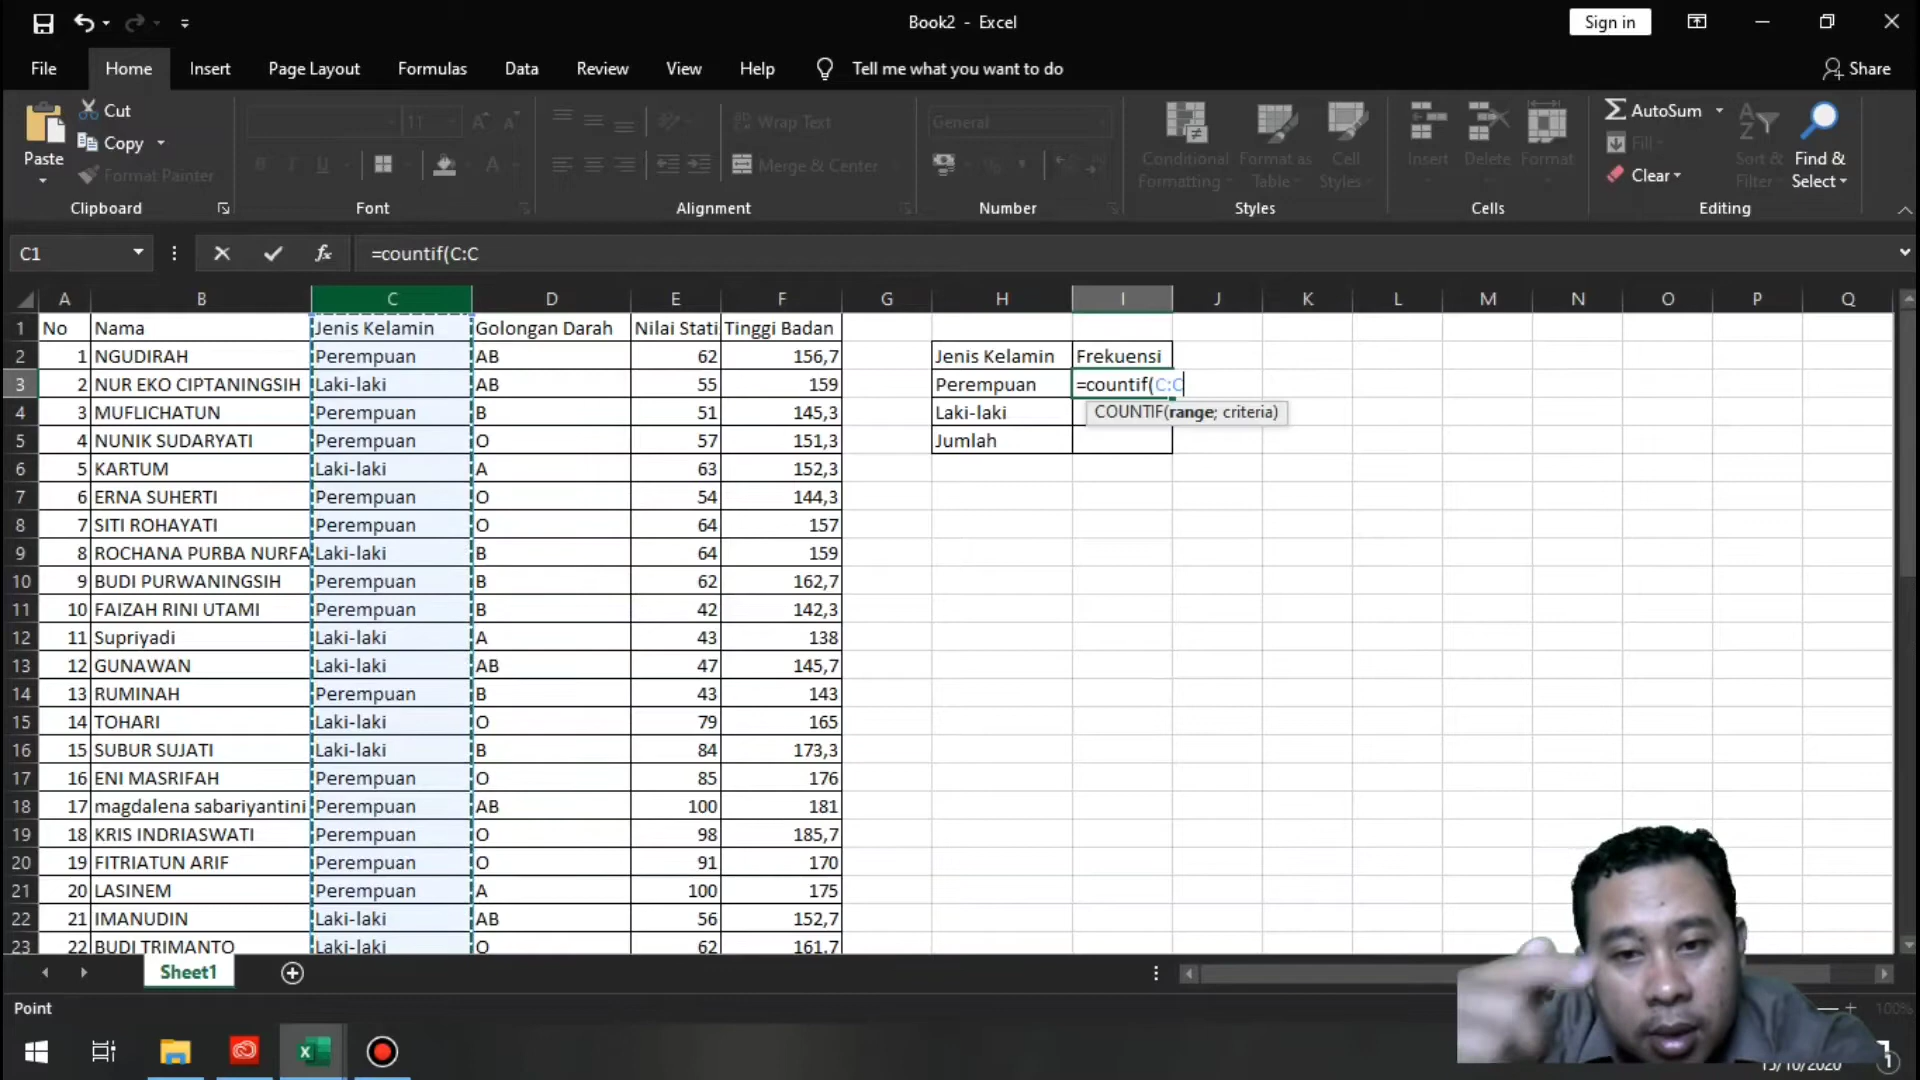 Book2 - Excel
Sign in
File Home Insert Page Layout Formulas Data Review View Help Tell me what you want to do Share
Paste
Cut
Copy
Format Painter
Clipboard
11
Font
Wrap Text
Merge & Center
Alignment
General
Number
Conditional Formatting
Format as Table
Cell Styles
Styles
Insert Delete Format
Cells
AutoSum
Fill
Clear
Sort & Filter
Find & Select
Editing
C1 fx =countif(C:C
A B C D E F G H I J K L M N O P Q
1 No Nama Jenis Kelamin Golongan Darah Nilai Stati Tinggi Badan
2 1 NGUDIRAH Perempuan AB 62 156,7 Jenis Kelamin Frekuensi
3 2 NUR EKO CIPTANINGSIH Laki-laki AB 55 159 Perempuan =countif(C:C
4 3 MUFLICHATUN Perempuan B 51 145,3 Laki-laki COUNTIF(range; criteria)
5 4 NUNIK SUDARYATI Perempuan O 57 151,3 Jumlah
6 5 KARTUM Laki-laki A 63 152,3
7 6 ERNA SUHERTI Perempuan O 54 144,3
8 7 SITI ROHAYATI Perempuan O 64 157
9 8 ROCHANA PURBA NURFA Laki-laki B 64 159
10 9 BUDI PURWANINGSIH Perempuan B 62 162,7
11 10 FAIZAH RINI UTAMI Perempuan B 42 142,3
12 11 Supriyadi Laki-laki A 43 138
13 12 GUNAWAN Laki-laki AB 47 145,7
14 13 RUMINAH Perempuan B 43 143
15 14 TOHARI Laki-laki O 79 165
16 15 SUBUR SUJATI Laki-laki B 84 173,3
17 16 ENI MASRIFAH Perempuan O 85 176
18 17 magdalena sabariyantini Perempuan AB 100 181
19 18 KRIS INDRIASWATI Perempuan O 98 185,7
20 19 FITRIATUN ARIF Perempuan O 91 170
21 20 LASINEM Perempuan A 100 175
22 21 IMANUDIN Laki-laki AB 56 152,7
23 22 BUDI TRIMANTO Laki-laki O 62 161,7
Sheet1
Point
100%
15/10/2020
1